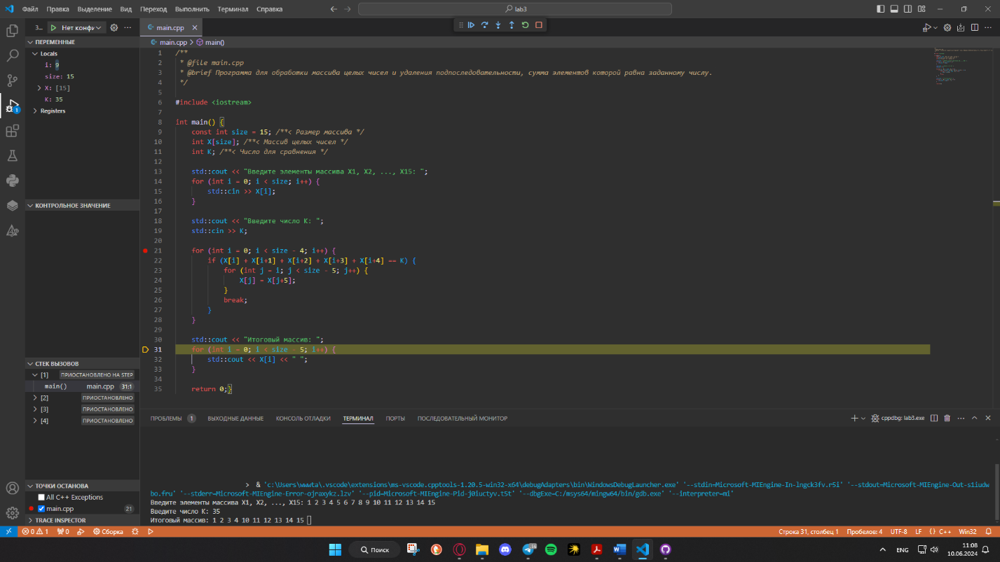 Файл Правка Выделение Вид Переход Выполнить Терминал Справка
lab3
З... Нет конфи
main.cpp
ПЕРЕМЕННЫЕ
Locals
i: 9
size: 15
X: [15]
K: 35
Registers
КОНТРОЛЬНОЕ ЗНАЧЕНИЕ
СТЕК ВЫЗОВОВ
[1] ПРИОСТАНОВЛЕНО НА STEP
main() main.cpp 31:1
[2] ПРИОСТАНОВЛЕНО
[3] ПРИОСТАНОВЛЕНО
[4] ПРИОСТАНОВЛЕНО
ТОЧКИ ОСТАНОВА
All C++ Exceptions
main.cpp 21
TRACE INSPECTOR
main.cpp > main()
1 /**
2 * @file main.cpp
3 * @brief Программа для обработки массива целых чисел и удаления подпоследовательности, сумма элементов которой равна заданному числу.
4 */
5
6 #include <iostream>
7
8 int main() {
9 const int size = 15; /**< Размер массива */
10 int X[size]; /**< Массив целых чисел */
11 int K; /**< Число для сравнения */
12
13 std::cout << "Введите элементы массива X1, X2, ..., X15: ";
14 for (int i = 0; i < size; i++) {
15 std::cin >> X[i];
16 }
17
18 std::cout << "Введите число K: ";
19 std::cin >> K;
20
21 for (int i = 0; i < size - 4; i++) {
22 if (X[i] + X[i+1] + X[i+2] + X[i+3] + X[i+4] == K) {
23 for (int j = i; j < size - 5; j++) {
24 X[j] = X[j+5];
25 }
26 break;
27 }
28 }
29
30 std::cout << "Итоговый массив: ";
31 for (int i = 0; i < size - 5; i++) {
32 std::cout << X[i] << " ";
33 }
34
35 return 0;}
ПРОБЛЕМЫ 1 ВЫХОДНЫЕ ДАННЫЕ КОНСОЛЬ ОТЛАДКИ ТЕРМИНАЛ ПОРТЫ ПОСЛЕДОВАТЕЛЬНЫЙ МОНИТОР
cppdbg: lab3.exe
> & 'c:\Users\wwwta\.vscode\extensions\ms-vscode.cpptools-1.20.5-win32-x64\debugAdapters\bin\WindowsDebugLauncher.exe' '--stdin=Microsoft-MIEngine-In-lngck3fv.r5i' '--stdout=Microsoft-MIEngine-Out-s1iudw
bo.fru' '--stderr=Microsoft-MIEngine-Error-ojraxykz.lzv' '--pid=Microsoft-MIEngine-Pid-j0iuctyv.t5t' '--dbgExe=C:/msys64/mingw64/bin/gdb.exe' '--interpreter=mi'
Введите элементы массива X1, X2, ..., X15: 1 2 3 4 5 6 7 8 9 10 11 12 13 14 15
Введите число K: 35
Итоговый массив: 1 2 3 4 10 11 12 13 14 15
0 1 0 Сборка
Строка 31, столбец 1 Пробелов: 4 UTF-8 LF {} C++ Win32
Поиск
ENG
11:08
10.06.2024